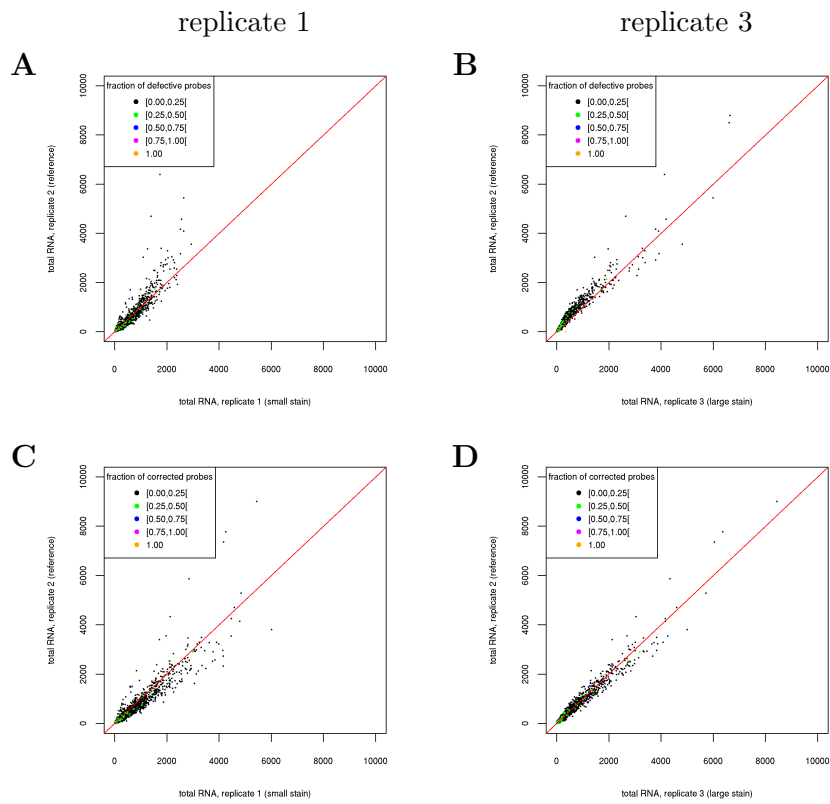 replicate 1
replicate 3
A
fraction of defective probes
[0.00,0.25[
[0.25,0.50[
[0.50,0.75[
[0.75,1.00[
1.00
total RNA, replicate 2 (reference)
0
2000
4000
6000
8000
10000
0 2000 4000 6000 8000 10000
total RNA, replicate 1 (small stain)
B
fraction of defective probes
[0.00,0.25[
[0.25,0.50[
[0.50,0.75[
[0.75,1.00[
1.00
total RNA, replicate 2 (reference)
0
2000
4000
6000
8000
10000
0 2000 4000 6000 8000 10000
total RNA, replicate 3 (large stain)
C
fraction of corrected probes
[0.00,0.25[
[0.25,0.50[
[0.50,0.75[
[0.75,1.00[
1.00
total RNA, replicate 2 (reference)
0
2000
4000
6000
8000
10000
0 2000 4000 6000 8000 10000
total RNA, replicate 1 (small stain)
D
fraction of corrected probes
[0.00,0.25[
[0.25,0.50[
[0.50,0.75[
[0.75,1.00[
1.00
total RNA, replicate 2 (reference)
0
2000
4000
6000
8000
10000
0 2000 4000 6000 8000 10000
total RNA, replicate 3 (large stain)